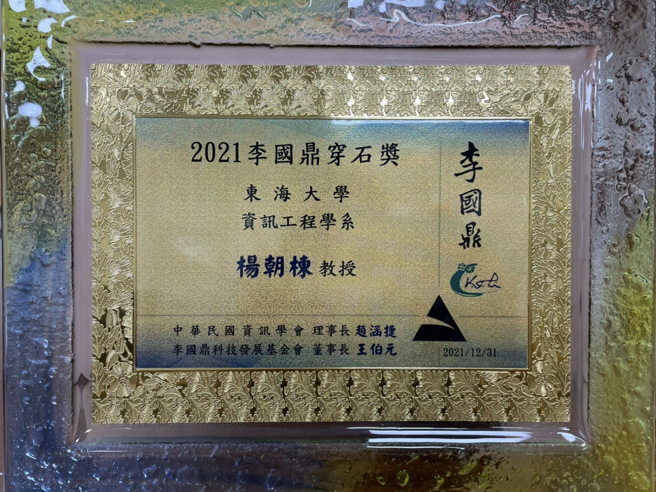 2021李國鼎穿石獎
東海大學
資訊工程學系
楊朝棟 教授
李國鼎
中華民國資訊學會 理事長 趙涵捷
李國鼎科技發展基金會 董事長 王伯元
2021/12/31